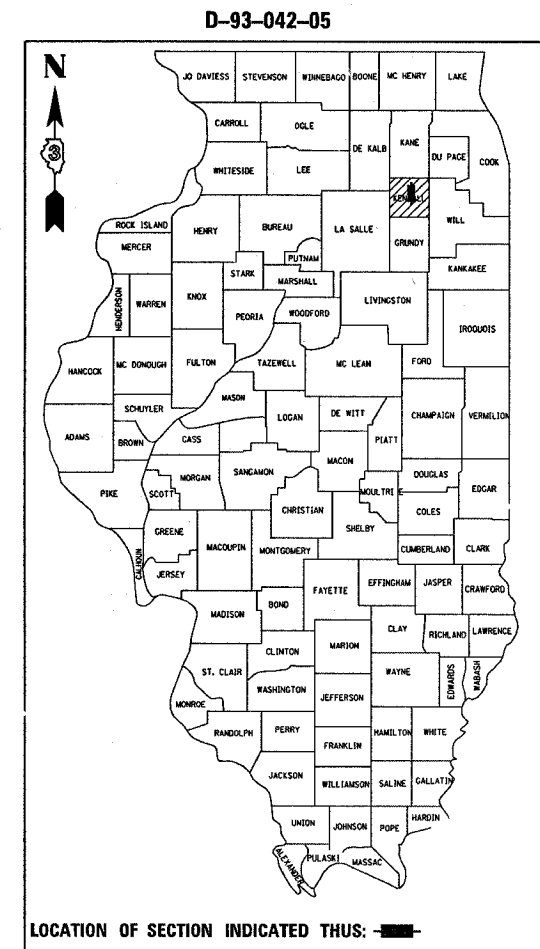 D-93-042-05
N
JO DAVIESS STEVENSON WINNEBAGO BOONE MC HENRY LAKE
CARROLL OGLE DE KALB KANE DU PAGE COOK
WHITESIDE LEE
KENDALL WILL
ROCK ISLAND HENRY BUREAU LA SALLE GRUNDY
MERCER PUTNAM KANKAKEE
STARK MARSHALL
HENDERSON WARREN KNOX PEORIA WOODFORD LIVINGSTON IROQUOIS
HANCOCK MC DONOUGH FULTON TAZEWELL MC LEAN FORD
MASON
SCHUYLER LOGAN DE WITT CHAMPAIGN VERMILION
ADAMS BROWN CASS PIATT
MENARD MACON
PIKE SCOTT MORGAN SANGAMON DOUGLAS EDGAR
MOULTRIE
CHRISTIAN COLES
GREENE MACOUPIN SHELBY
CALHOUN MONTGOMERY CUMBERLAND CLARK
JERSEY FAYETTE EFFINGHAM JASPER CRAWFORD
MADISON BOND
CLAY RICHLAND LAWRENCE
CLINTON MARION
ST. CLAIR WAYNE EDWARDS WABASH
WASHINGTON JEFFERSON
MONROE
RANDOLPH PERRY HAMILTON WHITE
FRANKLIN
JACKSON WILLIAMSON SALINE GALLATIN
UNION JOHNSON POPE HARDIN
ALEXANDER PULASKI MASSAC
LOCATION OF SECTION INDICATED THUS: